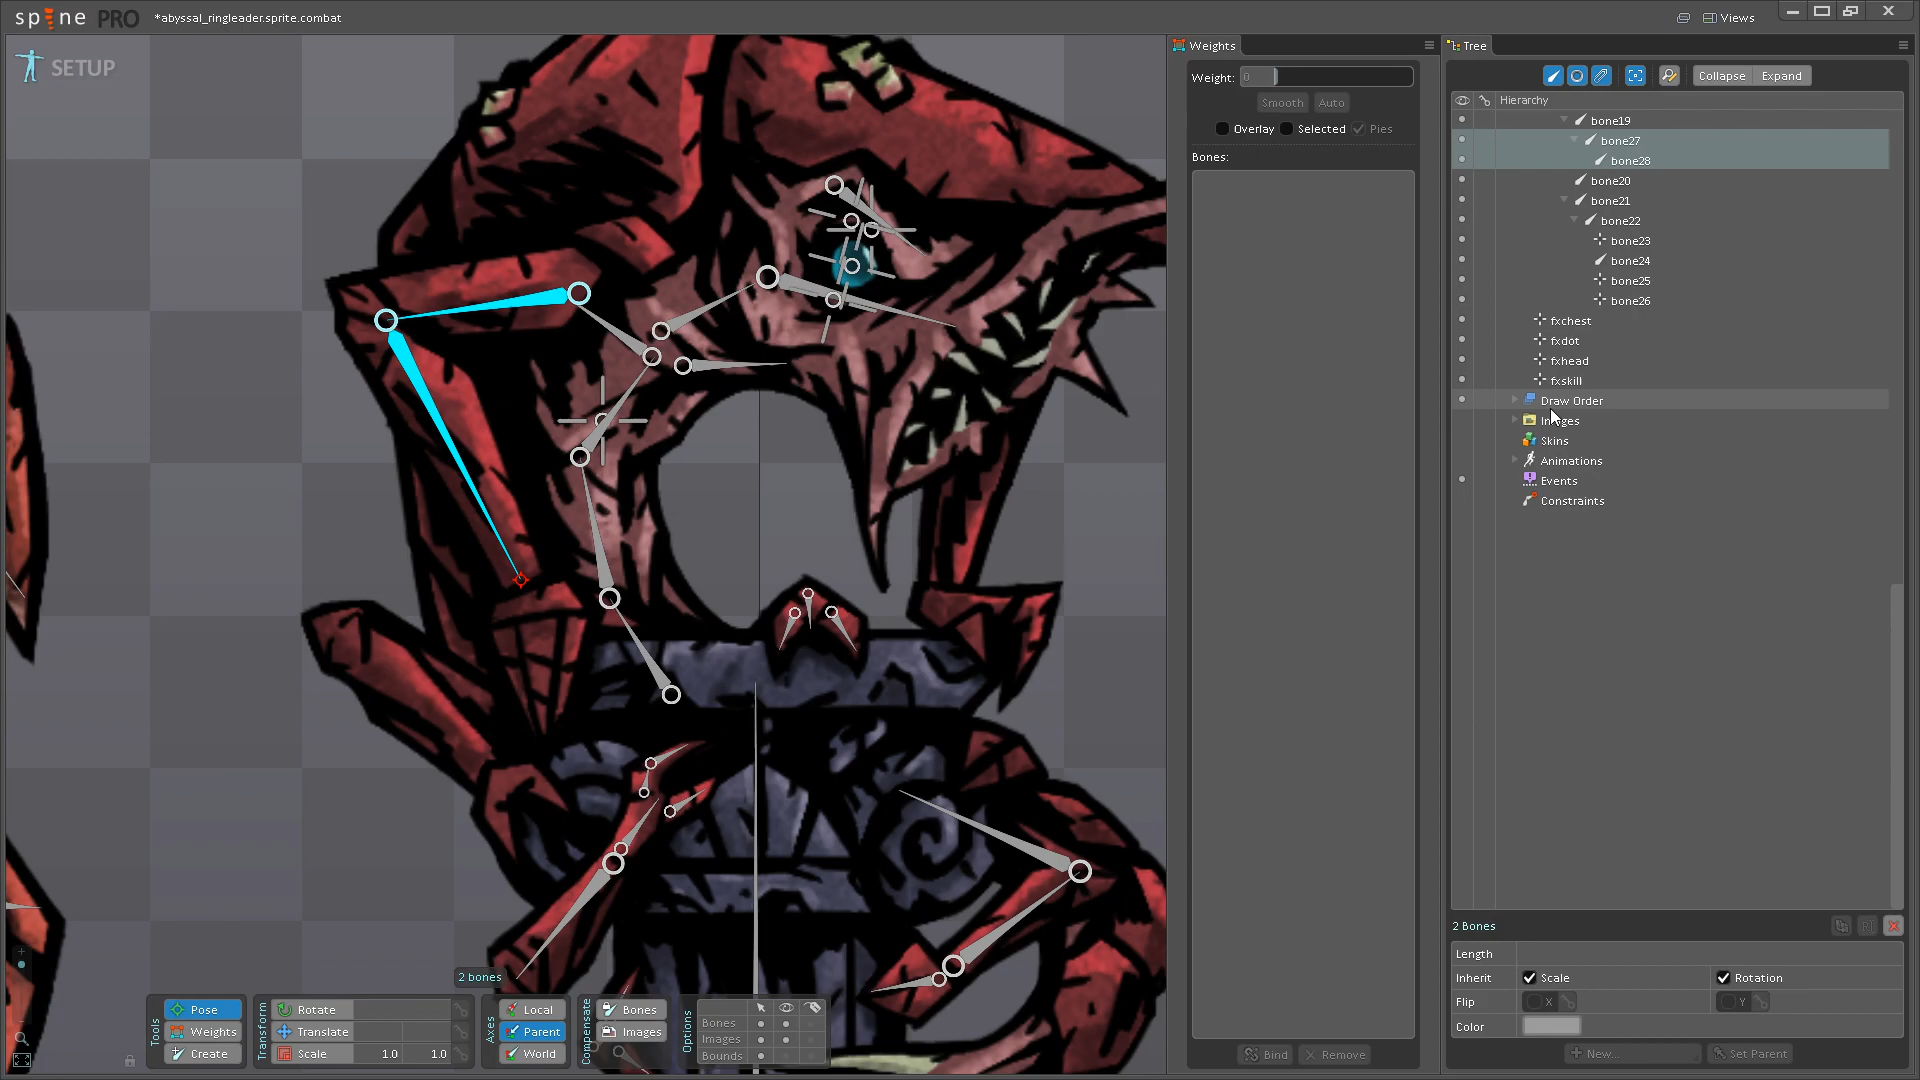 spine PRO
*abyssal_ringleader.sprite.combat
Views
SETUP
Weights
Weight: 0
Smooth Auto
Overlay Selected Pies
Bones:
Bind Remove
Tree
Collapse Expand
Hierarchy
bone19
bone27
bone28
bone20
bone21
bone22
bone23
bone24
bone25
bone26
fxchest
fxdot
fxhead
fxskill
Draw Order
Images
Skins
Animations
Events
Constraints
2 Bones
Length
Inherit Scale Rotation
Flip X Y
Color
New... Set Parent
2 bones
Tools
Pose
Weights
Create
Transform
Rotate
Translate
Scale 1.0 1.0
Axes
Local
Parent
World
Compensate
Bones
Images
Options
Bones
Images
Bounds